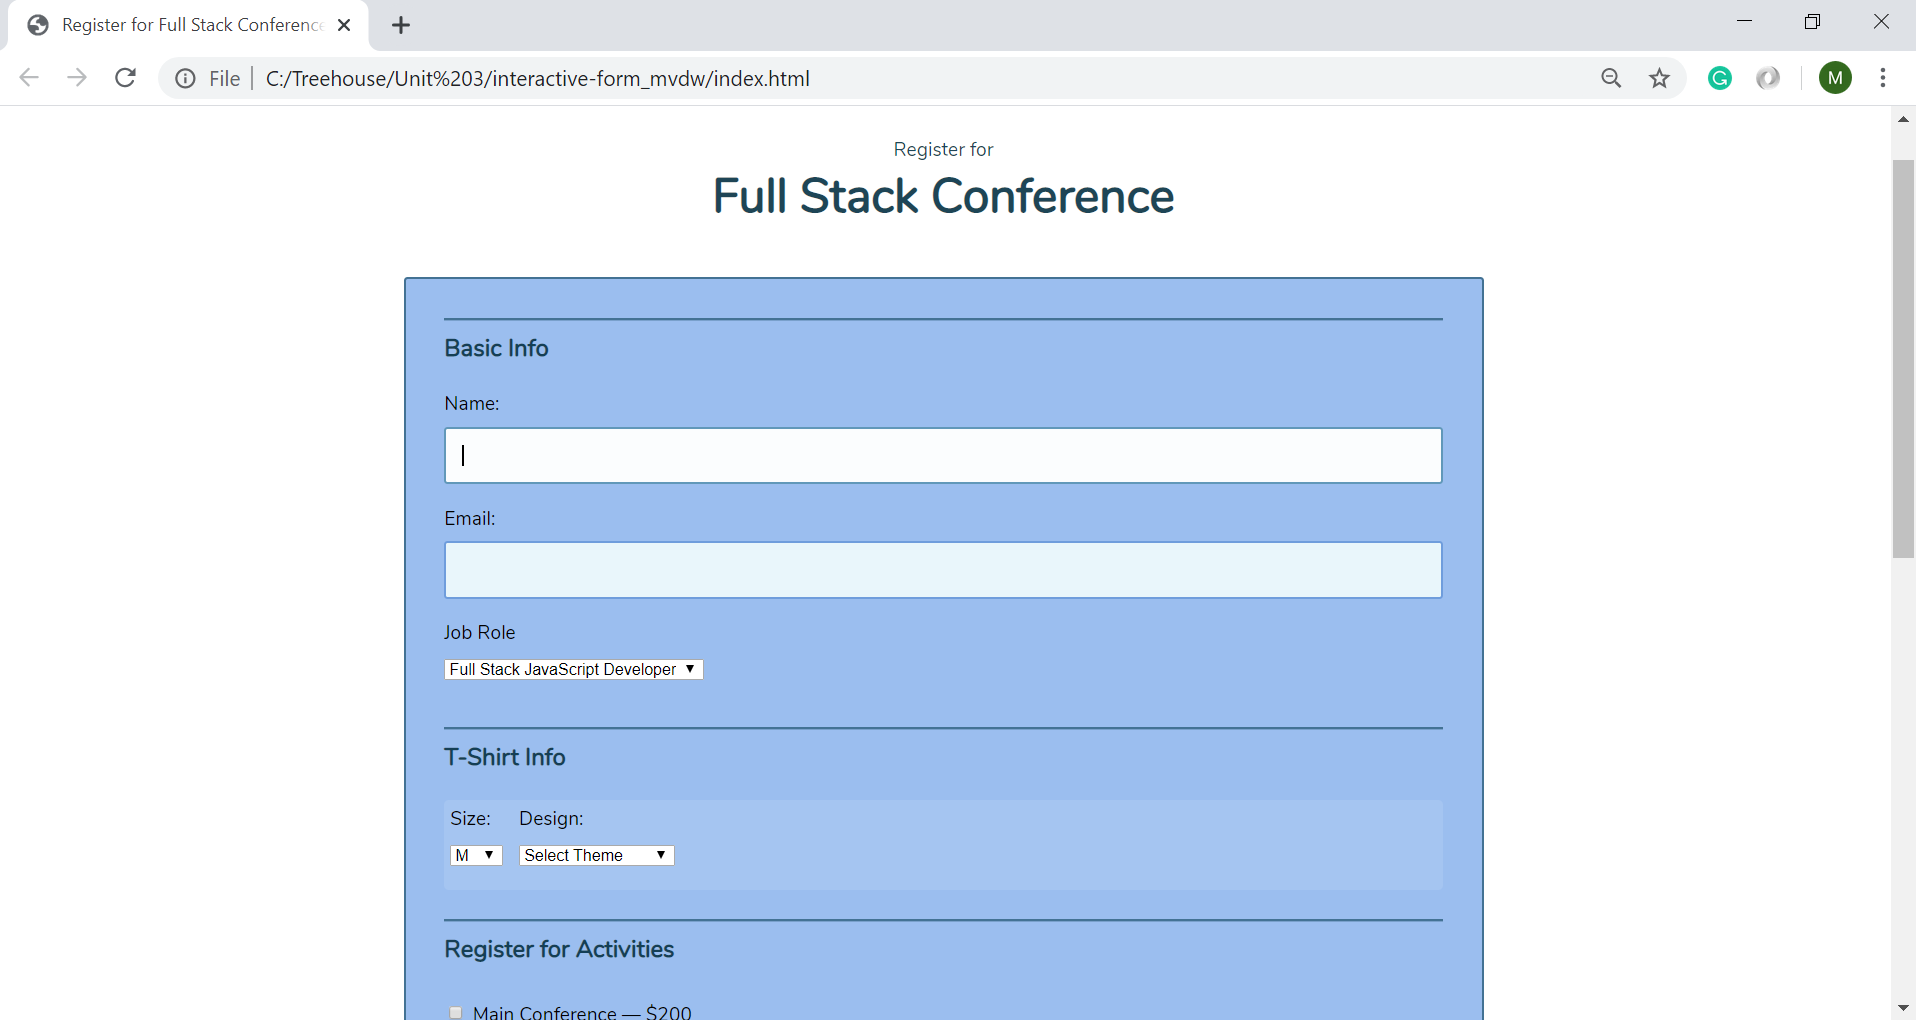 Register for Full Stack Conference
File
C:/Treehouse/Unit%203/interactive-form_mvdw/index.html
M
Register for
Full Stack Conference
Basic Info
Name:
Email:
Job Role
Full Stack JavaScript Developer
T-Shirt Info
Size: Design:
M Select Theme
Register for Activities
Main Conference — $200